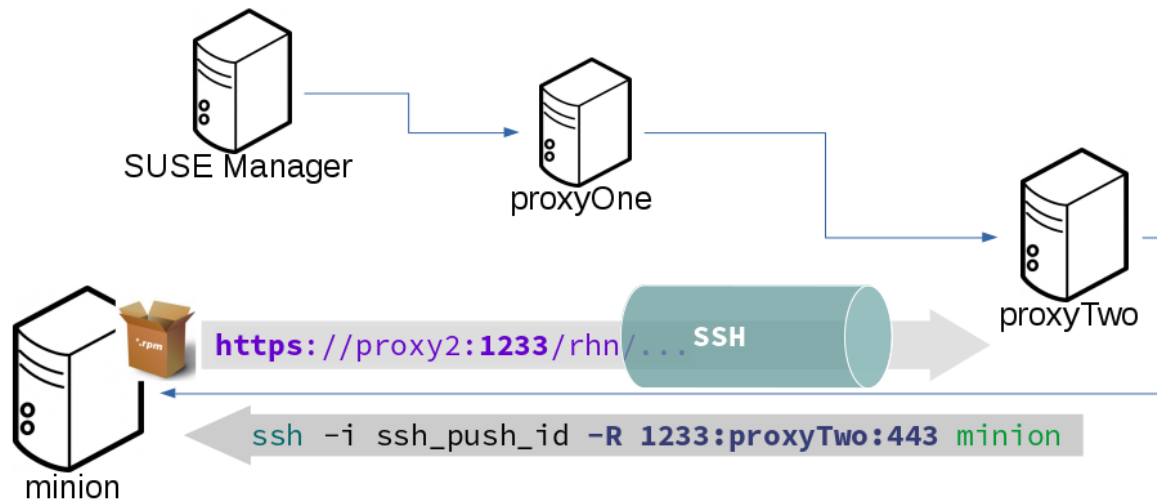 SUSE Manager
proxyOne
proxyTwo
*.rpm
https://proxy2:1233/rhn/...
SSH
ssh -i ssh_push_id -R 1233:proxyTwo:443 minion
minion